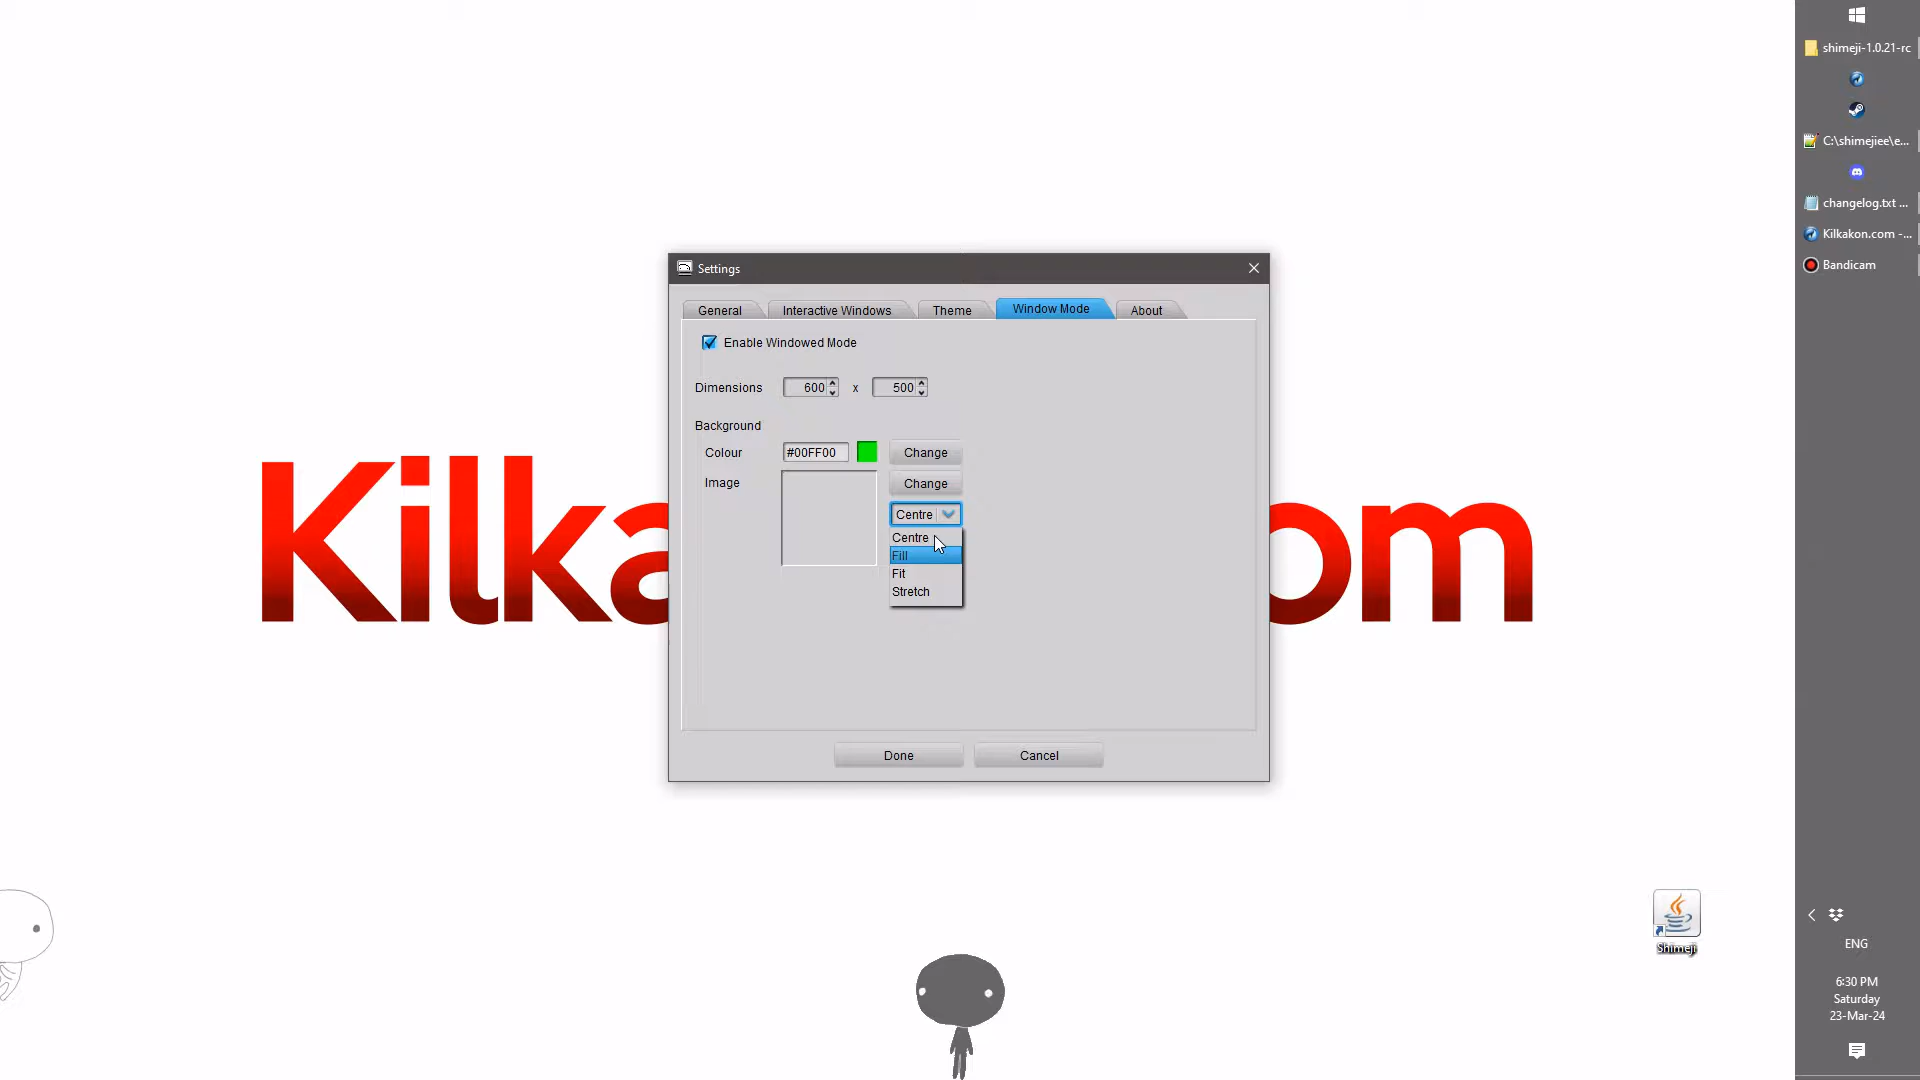 Settings
General
Interactive Windows
Theme
Window Mode
About
Enable Windowed Mode
Dimensions
600
x
500
Background
Colour
#00FF00
Change
Image
Change
Centre
Centre
Fill
Fit
Stretch
Done
Cancel
Kilka
om
Shimeji
shimeji-1.0.21-rc
C:\shimejiee\e...
changelog.txt ...
Kilkakon.com -...
Bandicam
ENG
6:30 PM
Saturday
23-Mar-24